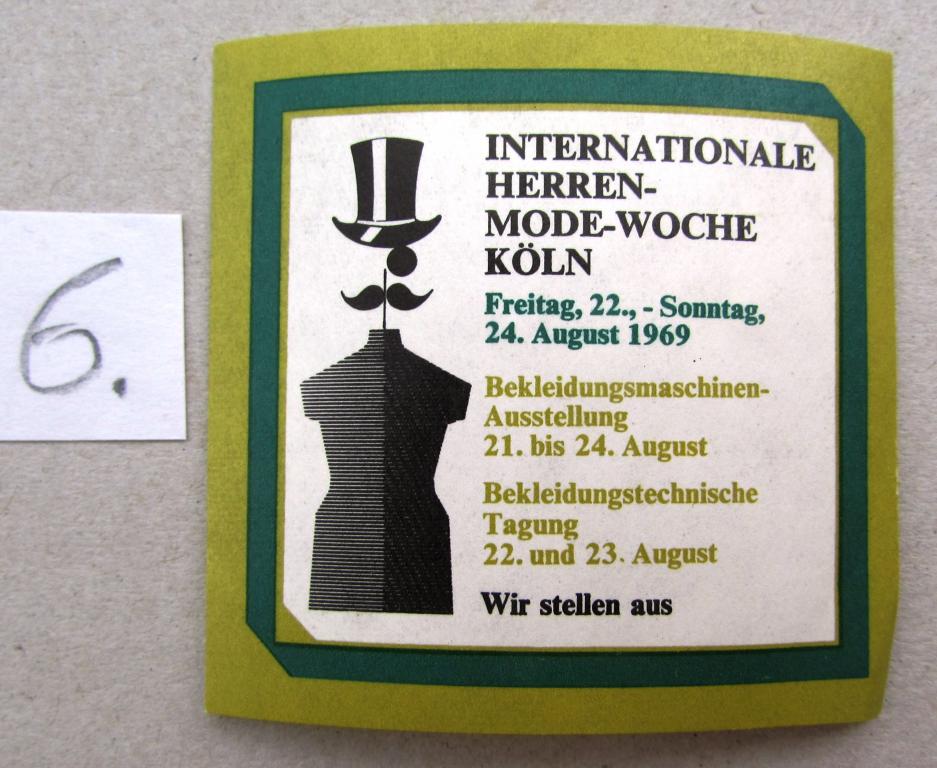 6.
INTERNATIONALE
HERREN-
MODE-WOCHE
KÖLN
Freitag, 22., - Sonntag,
24. August 1969
Bekleidungsmaschinen-
Ausstellung
21. bis 24. August
Bekleidungstechnische
Tagung
22. und 23. August
Wir stellen aus